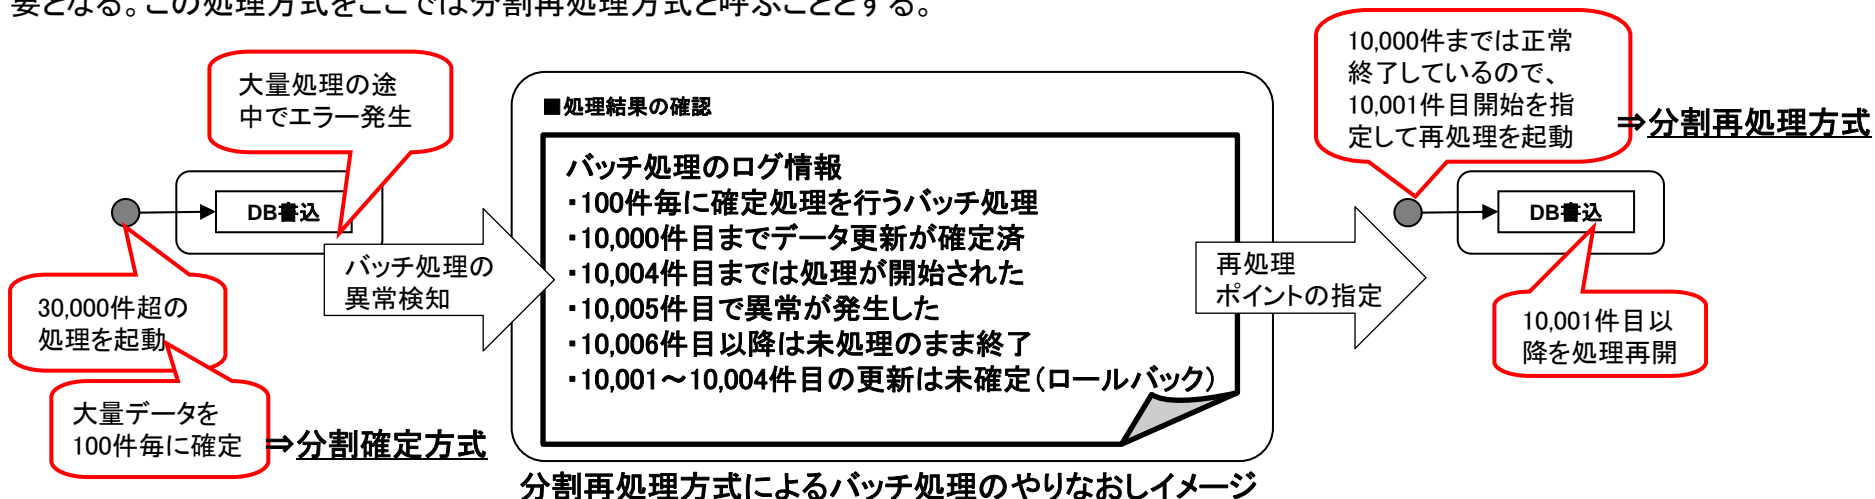 要となる。この処理方式をここでは分割再処理方式と呼ぶこととする。
大量処理の途
中でエラー発生
DB書込
30,000件超の
処理を起動
大量データを
100件毎に確定
⇒分割確定方式
バッチ処理の
異常検知
■処理結果の確認
バッチ処理のログ情報
・100件毎に確定処理を行うバッチ処理
・10,000件目までデータ更新が確定済
・10,004件目までは処理が開始された
・10,005件目で異常が発生した
・10,006件目以降は未処理のまま終了
・10,001～10,004件目の更新は未確定(ロールバック)
再処理
ポイントの指定
10,000件までは正常
終了しているので、
10,001件目開始を指
定して再処理を起動
⇒分割再処理方式
DB書込
10,001件目以
降を処理再開
分割再処理方式によるバッチ処理のやりなおしイメージ